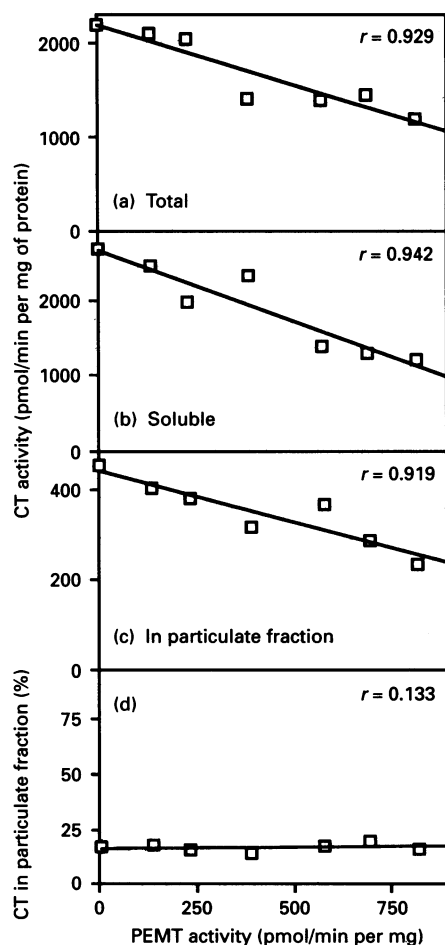 2000
1000
0
r = 0.929
(a) Total
2000
1000
0
r = 0.942
(b) Soluble
400
200
0
r = 0.919
(c) In particulate fraction
75
50
25
0
r = 0.133
(d)
0 250 500 750
PEMT activity (pmol/min per mg)
CT activity (pmol/min per mg of protein)
CT in particulate fraction (%)